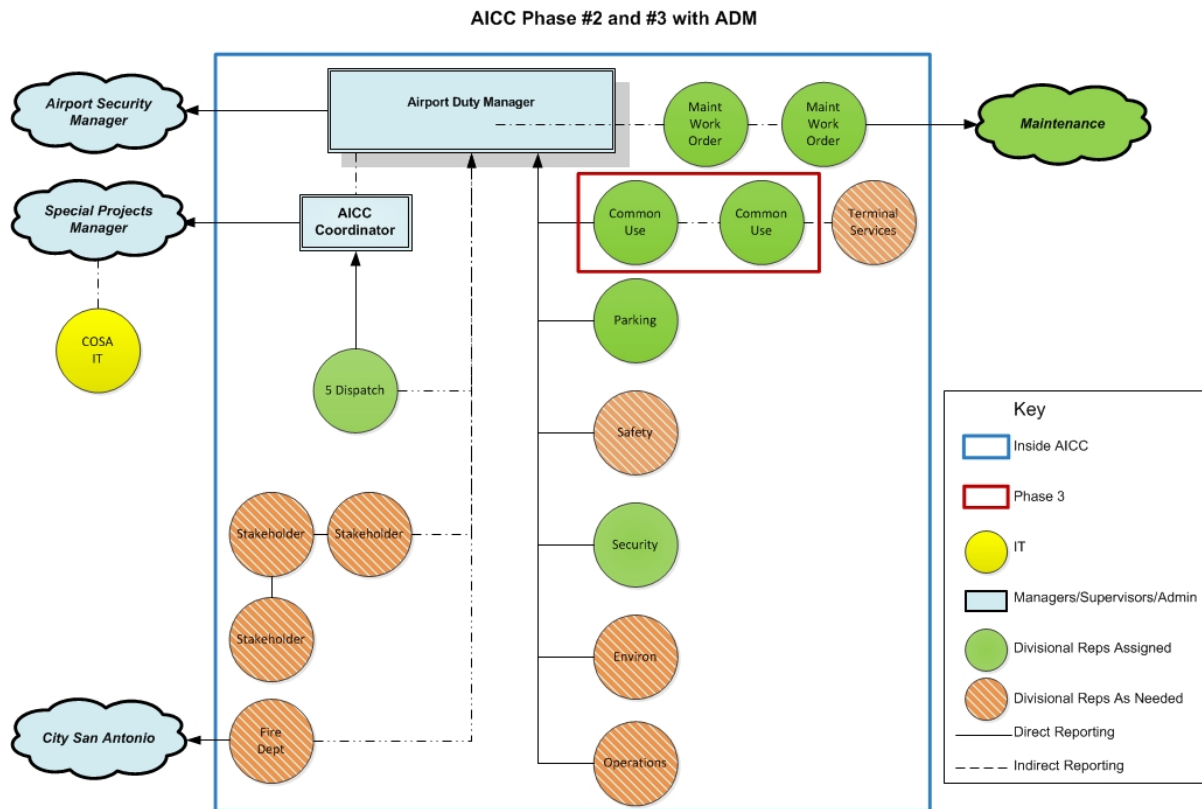 AICC Phase #2 and #3 with ADM
Airport Security
Manager
Airport Duty Manager
Maint
Work
Order
Maint
Work
Order
Maintenance
Special Projects
Manager
AICC
Coordinator
Common
Use
Common
Use
Terminal
Services
COSA
IT
Parking
5 Dispatch
Safety
Stakeholder
Stakeholder
Security
Stakeholder
Environ
City San Antonio
Fire
Dept
Operations
Key
Inside AICC
Phase 3
IT
Managers/Supervisors/Admin
Divisional Reps Assigned
Divisional Reps As Needed
Direct Reporting
Indirect Reporting